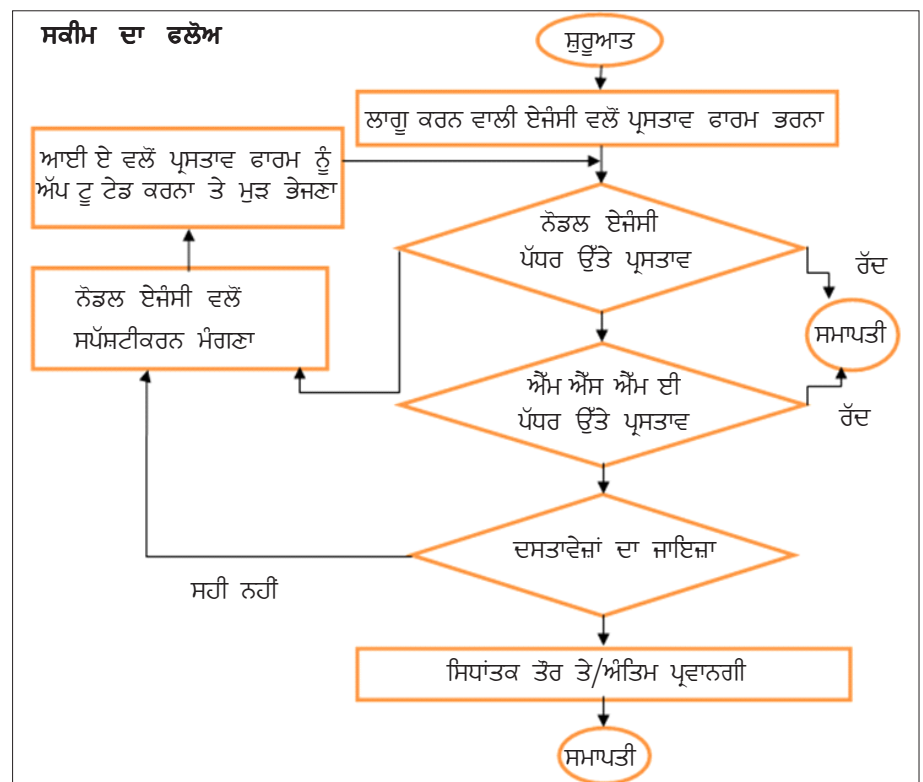 ਸਕੀਮ ਦਾ ਫਲੋਅ
ਸ਼ੁਰੂਆਤ
ਲਾਗੂ ਕਰਨ ਵਾਲੀ ਏਜੰਸੀ ਵਲੋਂ ਪ੍ਰਸਤਾਵ ਫਾਰਮ ਭਰਨਾ
ਆਈ ਏ ਵਲੋਂ ਪ੍ਰਸਤਾਵ ਫਾਰਮ ਨੂੰ
ਅੱਪ ਟੂ ਟੇਡ ਕਰਨਾ ਤੇ ਮੁੜ ਭੇਜਣਾ
ਨੋਡਲ ਏਜੰਸੀ
ਪੱਧਰ ਉੱਤੇ ਪ੍ਰਸਤਾਵ
ਰੱਦ
ਨੋਡਲ ਏਜੰਸੀ ਵਲੋਂ
ਸਪੱਸ਼ਟੀਕਰਨ ਮੰਗਣਾ
ਸਮਾਪਤੀ
ਐੱਮ ਐੱਸ ਐੱਮ ਈ
ਪੱਧਰ ਉੱਤੇ ਪ੍ਰਸਤਾਵ
ਰੱਦ
ਦਸਤਾਵੇਜ਼ਾਂ ਦਾ ਜਾਇਜ਼ਾ
ਸਹੀ ਨਹੀਂ
ਸਿਧਾਂਤਕ ਤੌਰ ਤੇ/ਅੰਤਿਮ ਪ੍ਰਵਾਨਗੀ
ਸਮਾਪਤੀ